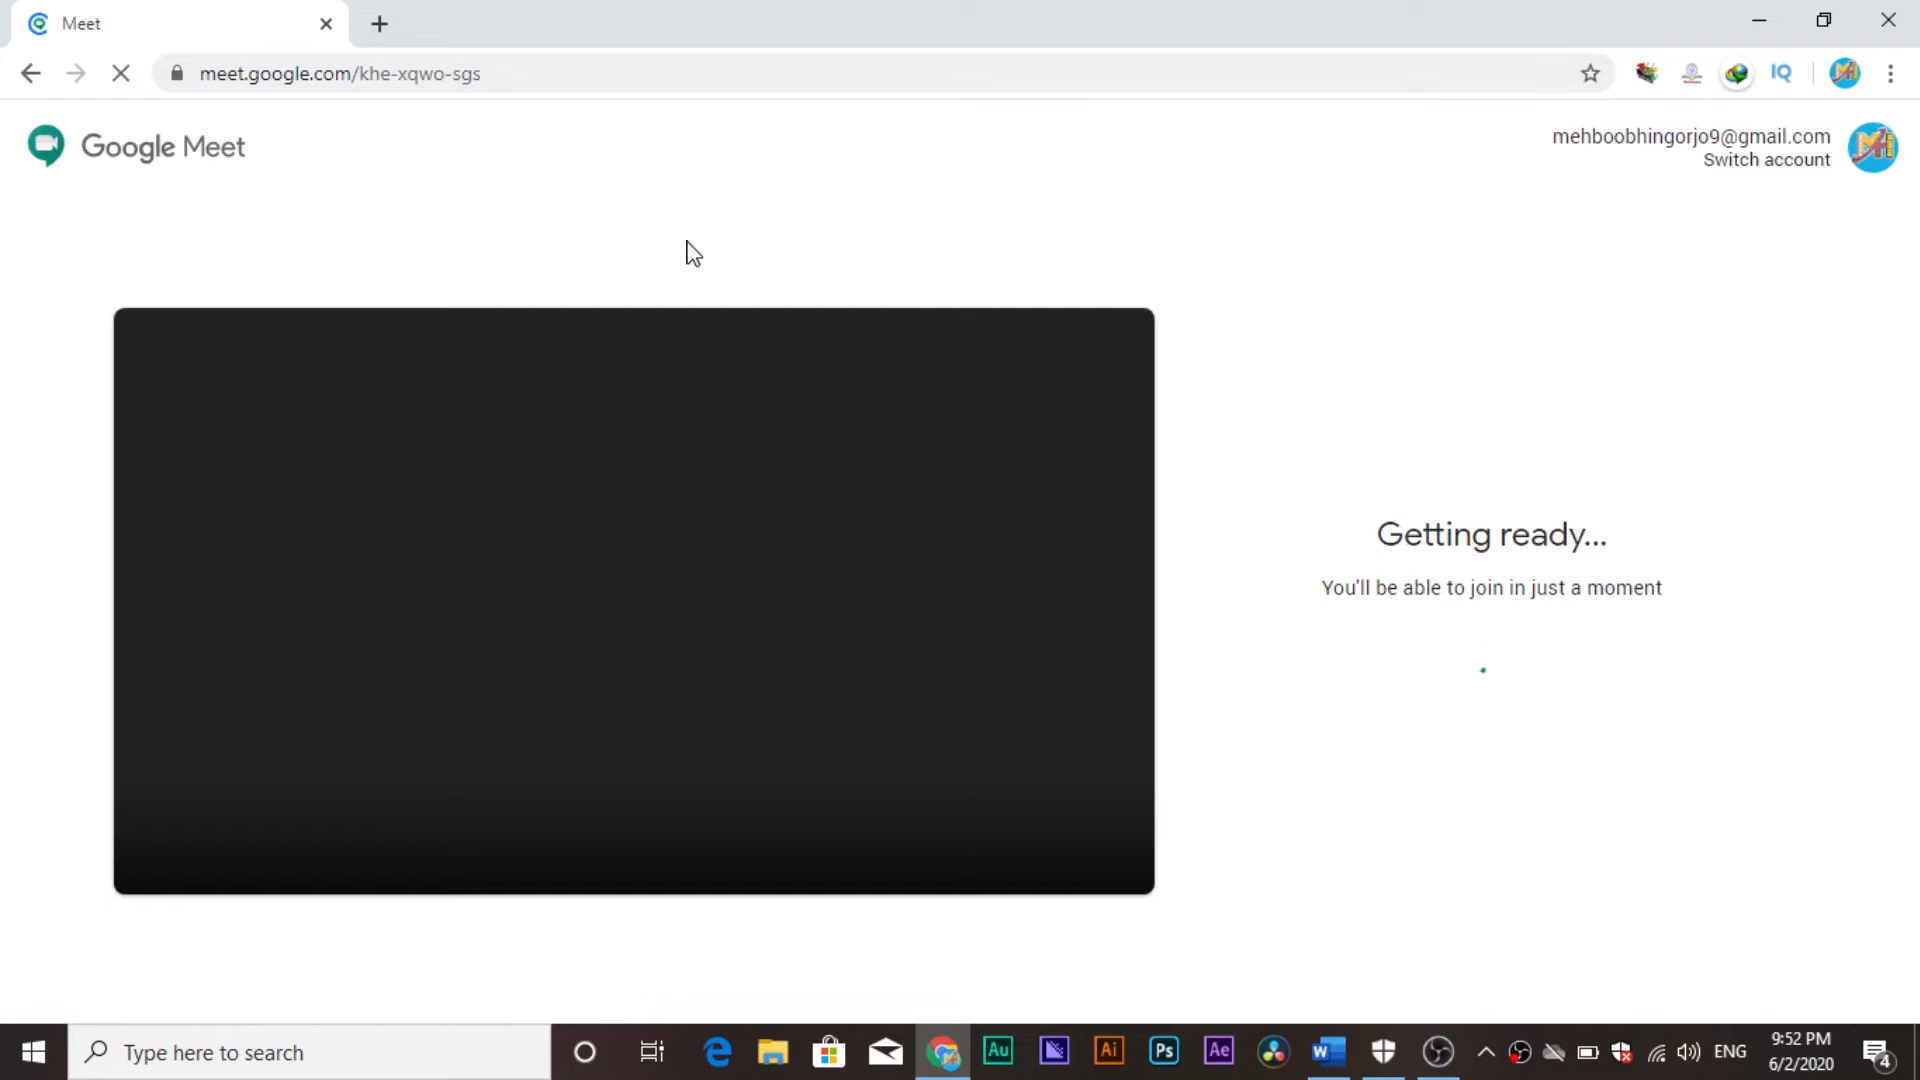 Meet
meet.google.com/khe-xqwo-sgs
IQ
Google Meet
mehboobhingorjo9@gmail.com
Switch account
Getting ready...
You'll be able to join in just a moment
Type here to search
Au
Ai
Ps
Ae
W
ENG
9:52 PM
6/2/2020
4